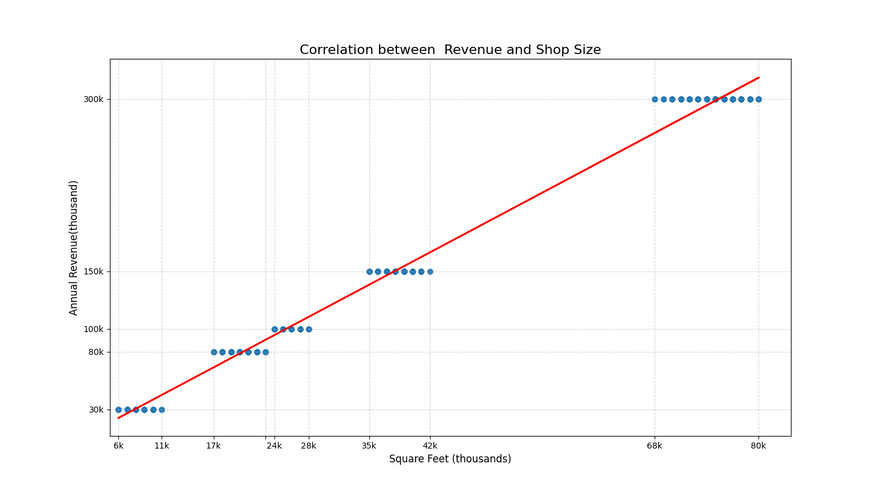 Correlation between  Revenue and Shop Size
Annual Revenue(thousand)
300k
150k
100k
80k
30k
6k 11k 17k 24k 28k 35k 42k 68k 80k
Square Feet (thousands)